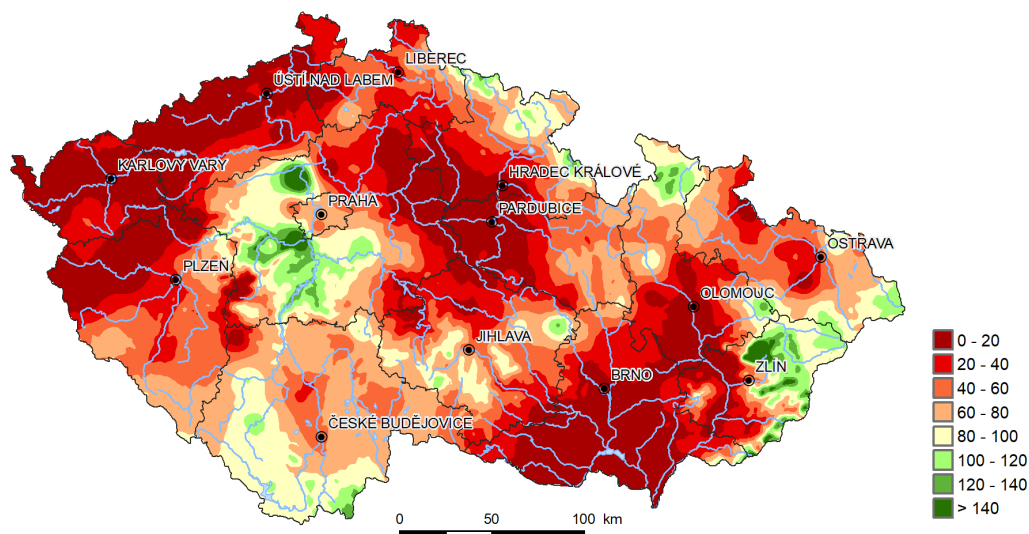 LIBEREC
ÚSTÍ NAD LABEM
KARLOVY VARY
HRADEC KRÁLOVÉ
PRAHA
PARDUBICE
OSTRAVA
PLZEŇ
OLOMOUC
JIHLAVA
ZLÍN
BRNO
ČESKÉ BUDĚJOVICE
0 - 20
20 - 40
40 - 60
60 - 80
80 - 100
100 - 120
120 - 140
> 140
0 50 100 km